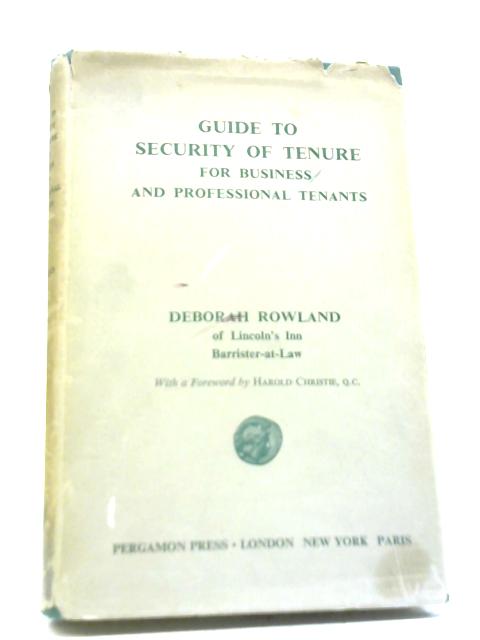 GUIDE TO
SECURITY OF TENURE
FOR BUSINESS
AND PROFESSIONAL TENANTS
DEBORAH ROWLAND
of Lincoln's Inn
Barrister-at-Law
With a Foreword by HAROLD CHRISTIE, Q.C.
PERGAMON PRESS • LONDON NEW YORK PARIS